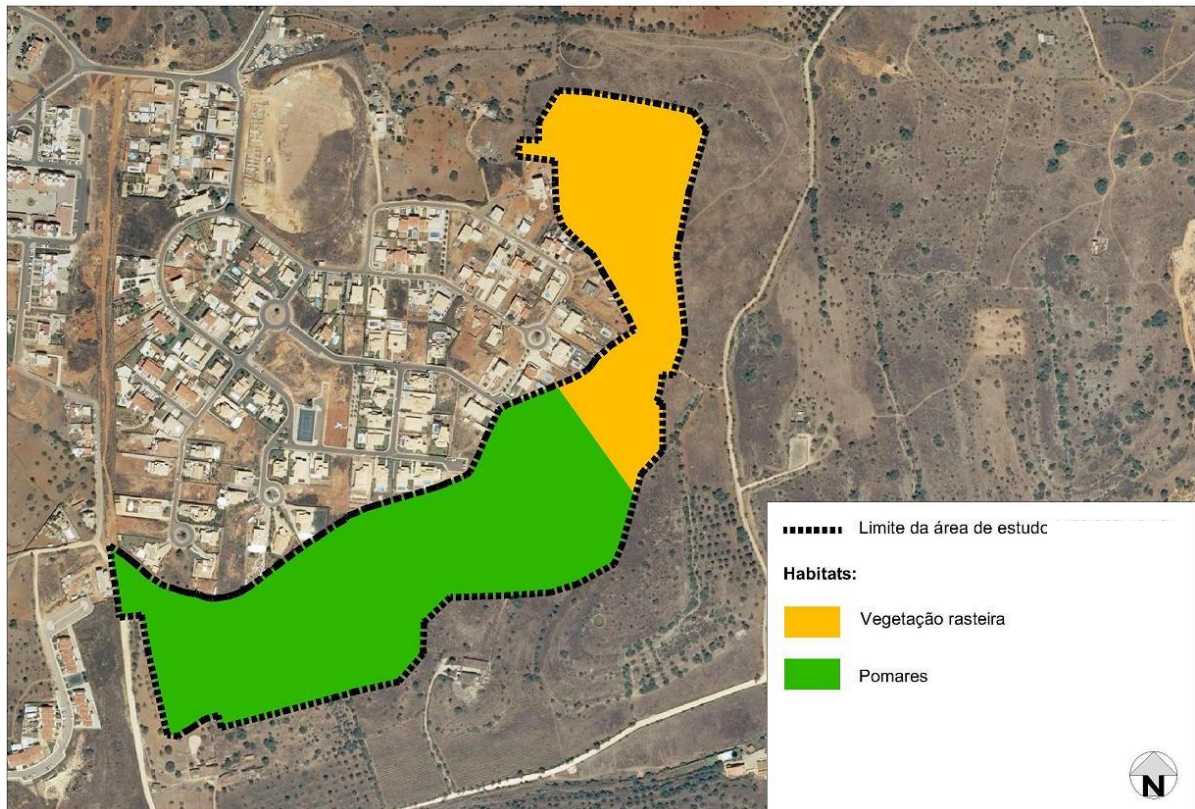 Limite da área de estudo
Habitats:
Vegetação rasteira
Pomares
N